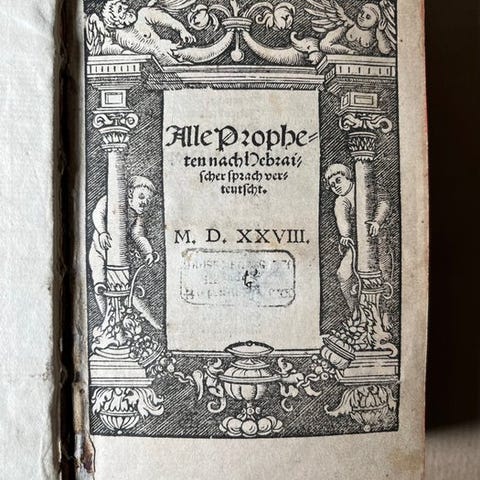 Alle Prophe⸗
ten nach Hebrai⸗
scher sprach ver⸗
teutscht.
M. D. XXVIII.